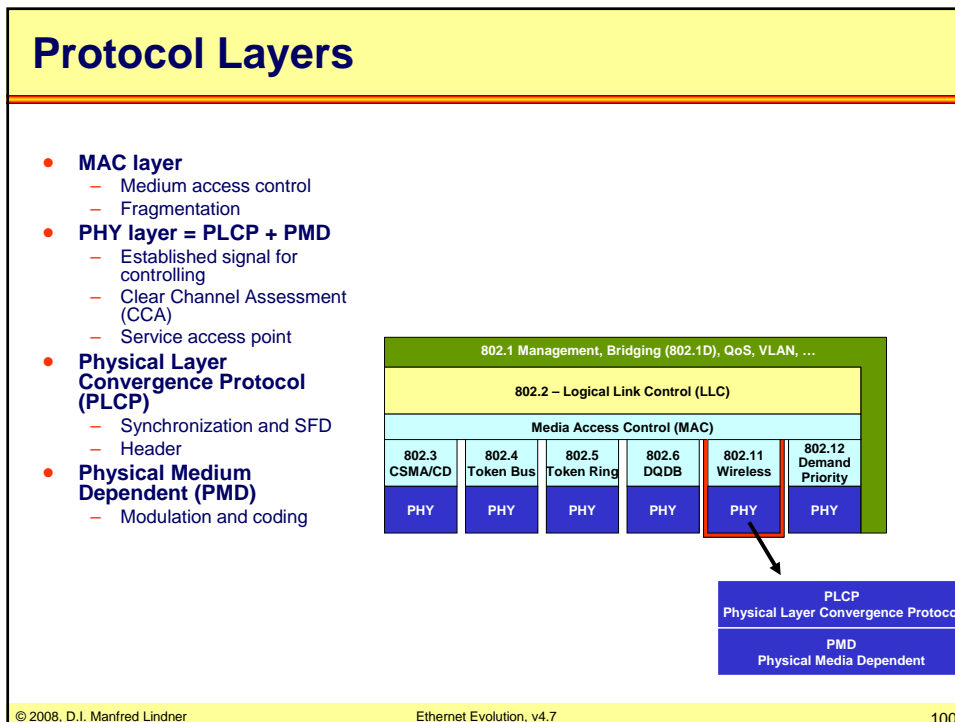 Protocol Layers
• MAC layer
– Medium access control
– Fragmentation
• PHY layer = PLCP + PMD
– Established signal for
controlling
– Clear Channel Assessment
(CCA)
– Service access point
• Physical Layer
Convergence Protocol
(PLCP)
– Synchronization and SFD
– Header
• Physical Medium
Dependent (PMD)
– Modulation and coding
802.1 Management, Bridging (802.1D), QoS, VLAN, …
802.2 – Logical Link Control (LLC)
Media Access Control (MAC)
802.3
CSMA/CD
PHY
802.4
Token Bus
PHY
802.5
Token Ring
PHY
802.6
DQDB
PHY
802.11
Wireless
PHY
802.12
Demand
Priority
PHY
PLCP
Physical Layer Convergence Protoco
PMD
Physical Media Dependent
© 2008, D.I. Manfred Lindner
Ethernet Evolution, v4.7
100